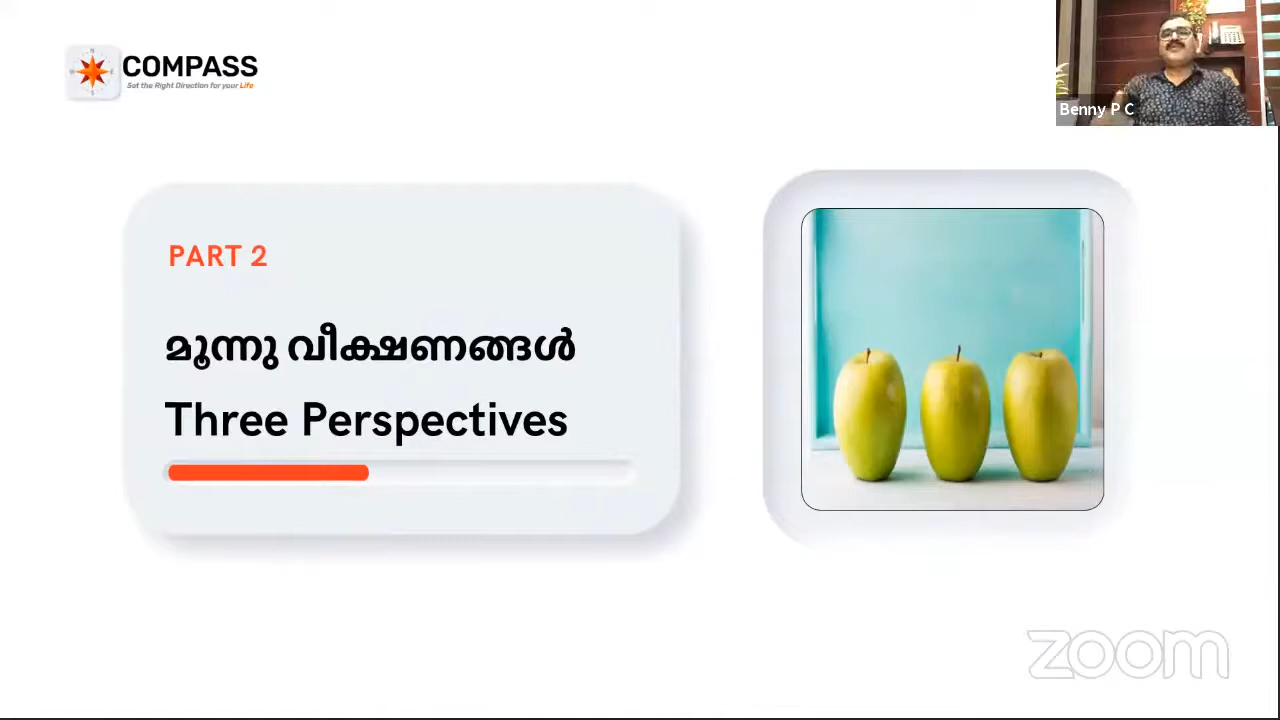 COMPASS
Set the Right Direction for your Life
Benny P C
PART 2
മൂന്നു വീക്ഷണങ്ങൾ
Three Perspectives
zoom